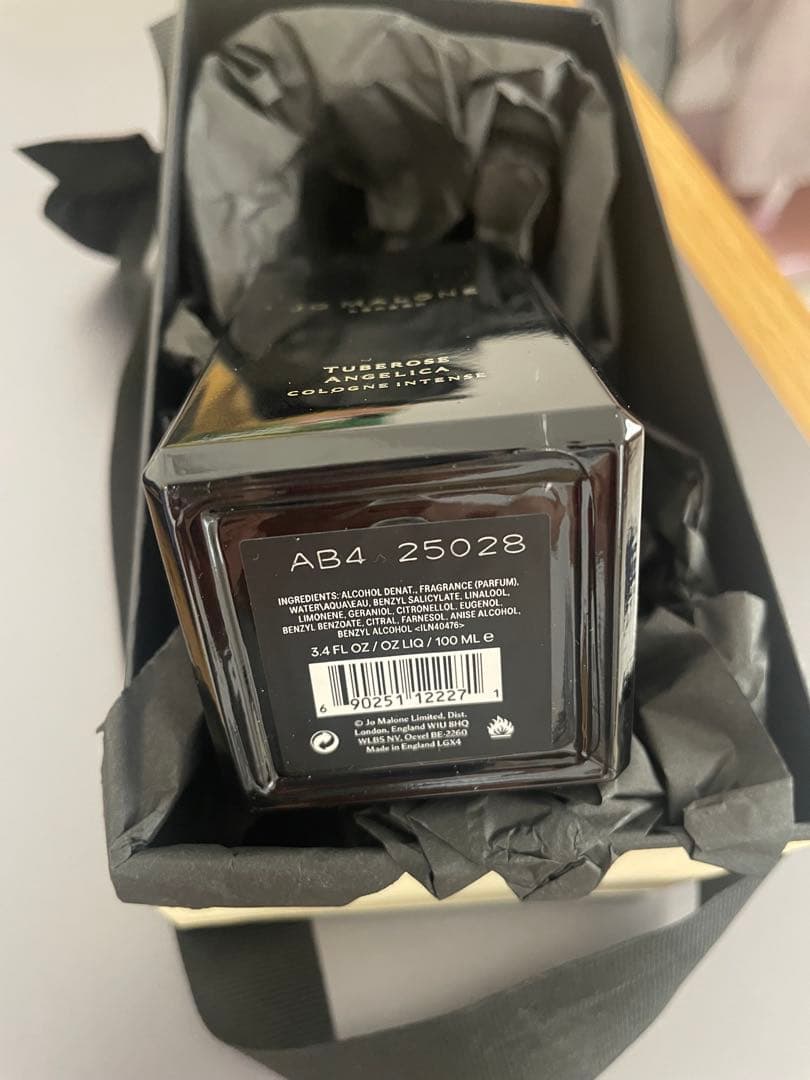 JO MALONE
LONDON
TUBEROSE
ANGELICA
COLOGNE INTENSE
AB4 25028
INGREDIENTS: ALCOHOL DENAT., FRAGRANCE (PARFUM),
WATER\AQUA\EAU, BENZYL SALICYLATE, LINALOOL,
LIMONENE, GERANIOL, CITRONELLOL, EUGENOL,
BENZYL BENZOATE, CITRAL, FARNESOL, ANISE ALCOHOL,
BENZYL ALCOHOL <ILN40476>
3.4 FL OZ / OZ LIQ / 100 ML e
6 90251 12227 1
© Jo Malone Limited, Dist.
London, England W1U 8HQ
WLBS NV, Oevel BE-2260
Made in England LGX4